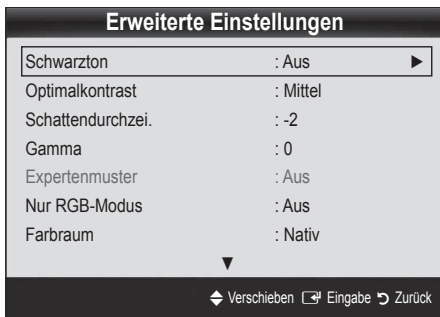 Erweiterte Einstellungen
Schwarzton : Aus ▶
Optimalkontrast : Mittel
Schattendurchzei. : -2
Gamma : 0
Expertenmuster : Aus
Nur RGB-Modus : Aus
Farbraum : Nativ
▼
Verschieben Eingabe Zurück